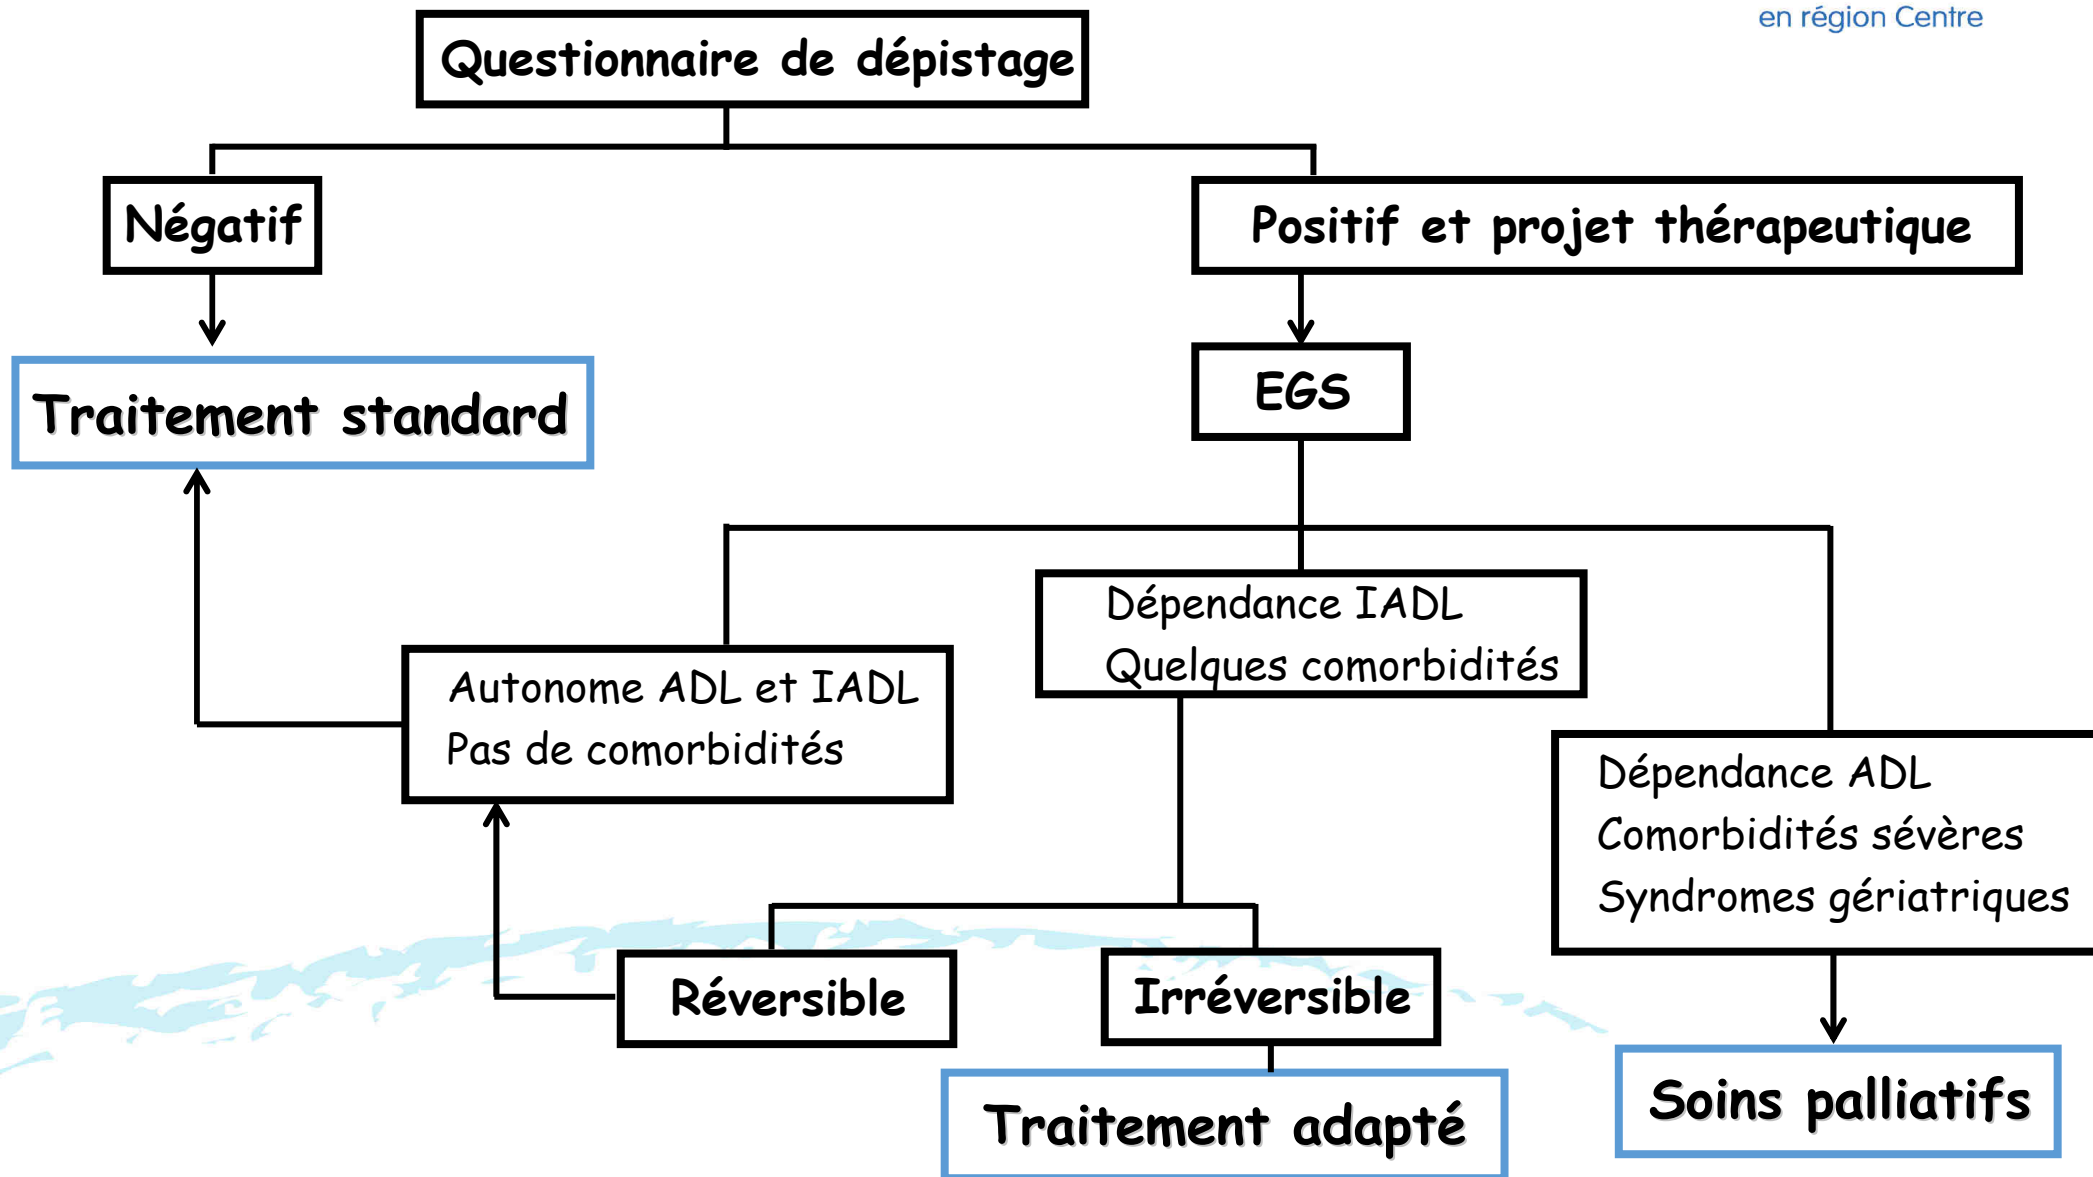 en région Centre
Questionnaire de dépistage
Négatif
Positif et projet thérapeutique
EGS
Traitement standard
Dépendance IADL
Quelques comorbidités
Autonome ADL et IADL
Pas de comorbidités
Dépendance ADL
Comorbidités sévères
Syndromes gériatriques
Réversible
Irréversible
Traitement adapté
Soins palliatifs